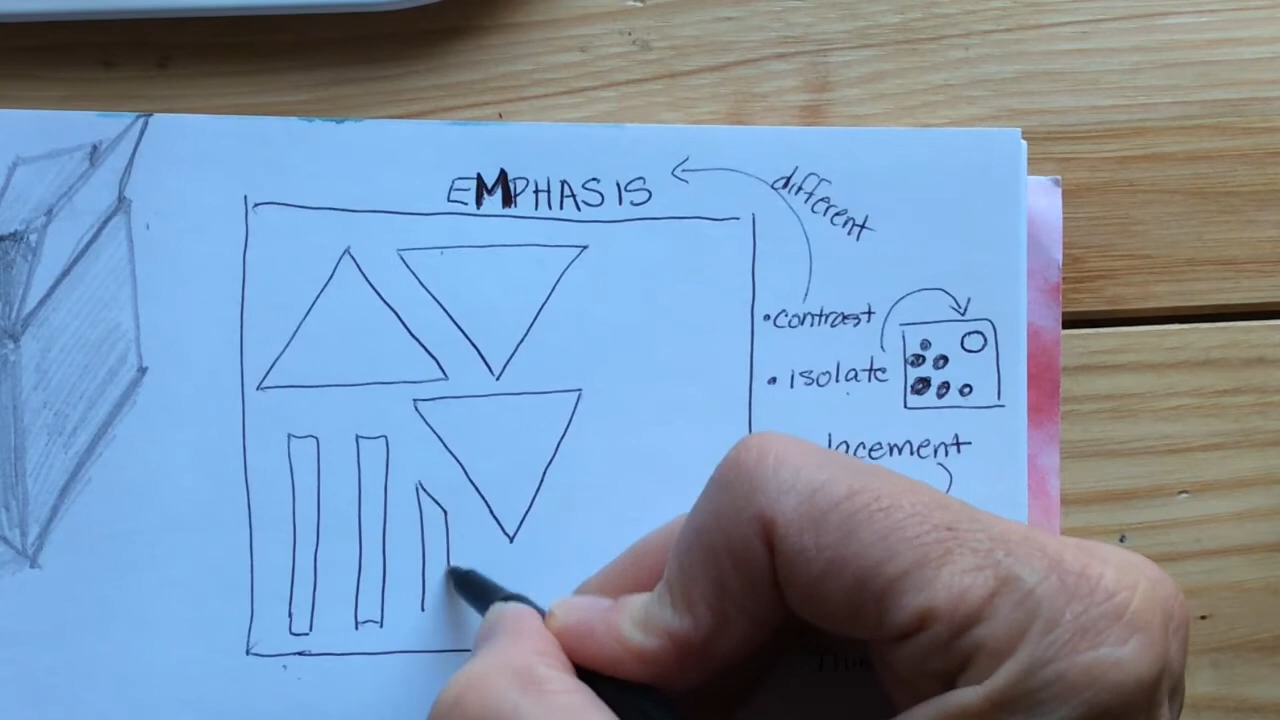 EMPHASIS
different
•contrast
•isolate
lacement